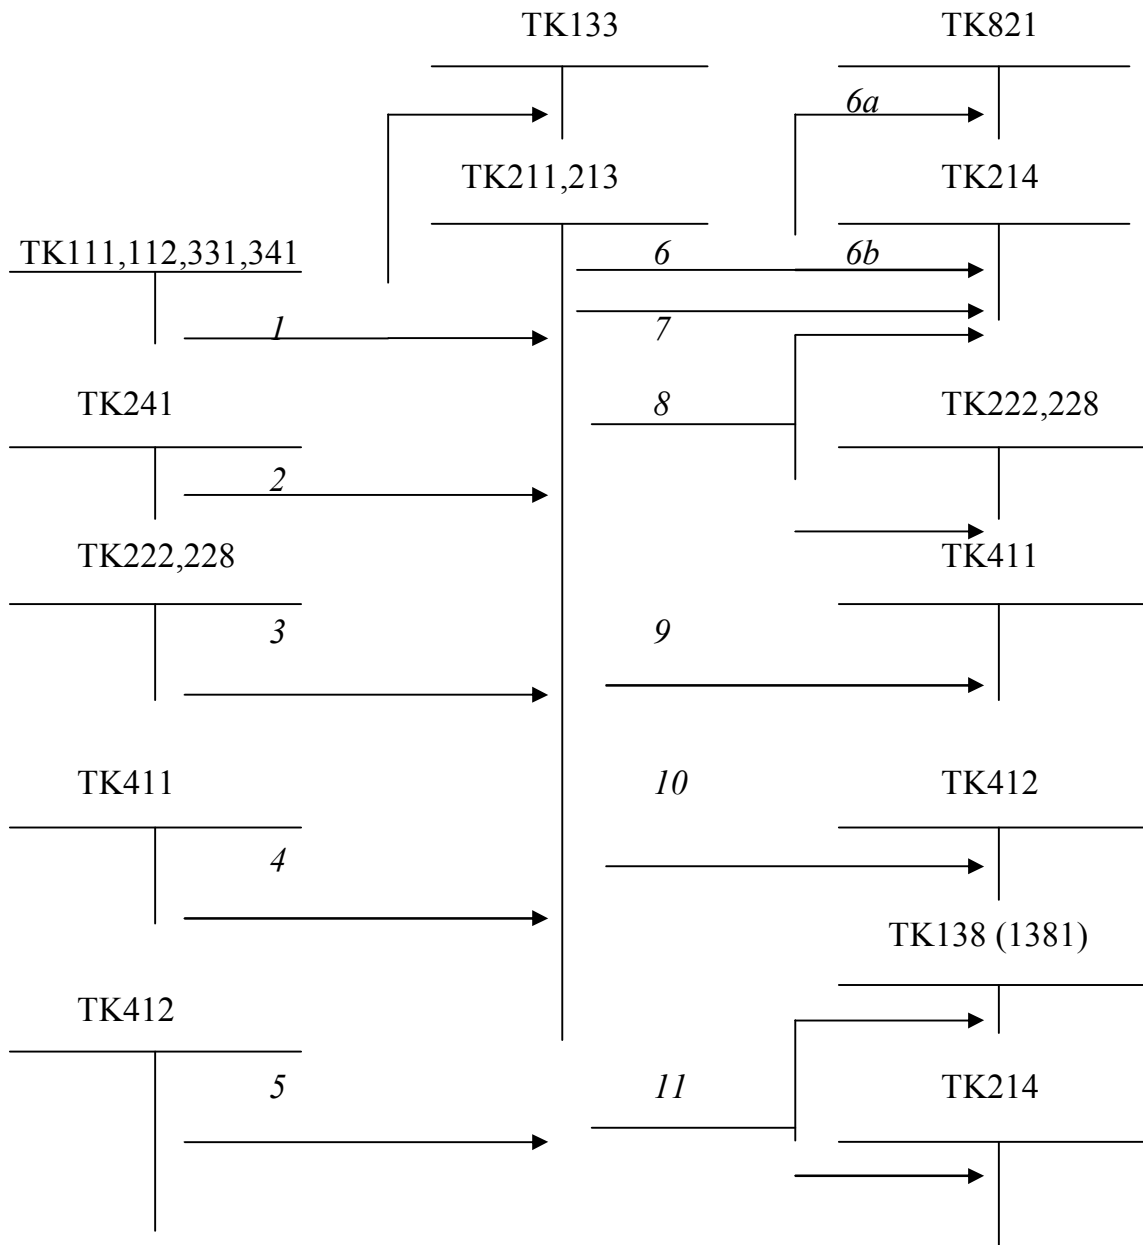 TK133 TK821
6a
TK211,213 TK214
TK111,112,331,341 6 6b
1 7
TK241 8 TK222,228
2
TK222,228 TK411
3 9
TK411 10 TK412
4
TK138 (1381)
TK412
5 11 TK214